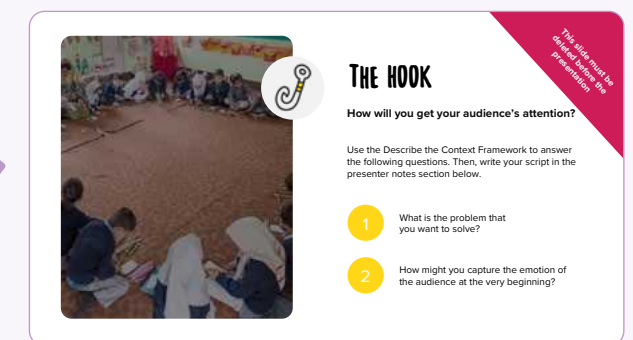 This slide must be
deleted before the
presentation
THE HOOK
How will you get your audience's attention?
Use the Describe the Context Framework to answer
the following questions. Then, write your script in the
presenter notes section below.
1
What is the problem that
you want to solve?
2
How might you capture the emotion of
the audience at the very beginning?